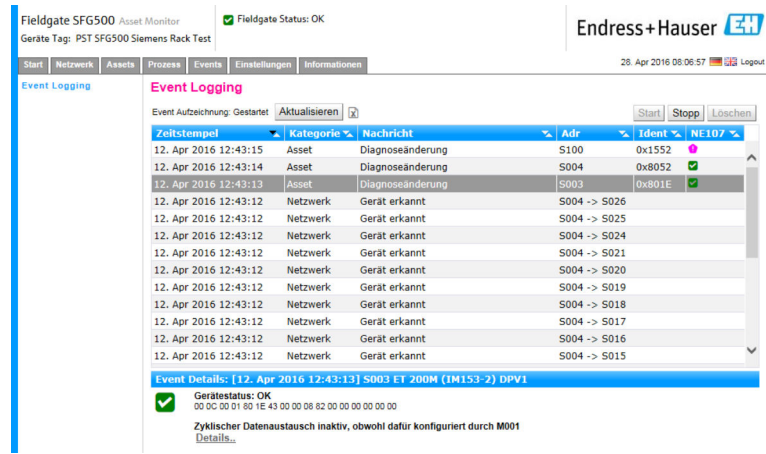 Fieldgate SFG500 Asset Monitor
Fieldgate Status: OK
Geräte Tag: PST SFG500 Siemens Rack Test
Endress+Hauser EH
Start Netzwerk Assets Prozess Events Einstellungen Informationen
28. Apr 2016 08:06:57 Logout
Event Logging
Event Logging
Event Aufzeichnung: Gestartet Aktualisieren Start Stopp Löschen
Zeitstempel Kategorie Nachricht Adr Ident NE107
12. Apr 2016 12:43:15 Asset Diagnoseänderung S100 0x1552
12. Apr 2016 12:43:14 Asset Diagnoseänderung S004 0x8052
12. Apr 2016 12:43:13 Asset Diagnoseänderung S003 0x801E
12. Apr 2016 12:43:12 Netzwerk Gerät erkannt S004 -> S026
12. Apr 2016 12:43:12 Netzwerk Gerät erkannt S004 -> S025
12. Apr 2016 12:43:12 Netzwerk Gerät erkannt S004 -> S024
12. Apr 2016 12:43:12 Netzwerk Gerät erkannt S004 -> S021
12. Apr 2016 12:43:12 Netzwerk Gerät erkannt S004 -> S020
12. Apr 2016 12:43:12 Netzwerk Gerät erkannt S004 -> S019
12. Apr 2016 12:43:12 Netzwerk Gerät erkannt S004 -> S018
12. Apr 2016 12:43:12 Netzwerk Gerät erkannt S004 -> S017
12. Apr 2016 12:43:12 Netzwerk Gerät erkannt S004 -> S016
12. Apr 2016 12:43:12 Netzwerk Gerät erkannt S004 -> S015
Event Details: [12. Apr 2016 12:43:13] S003 ET 200M (IM153-2) DPV1
Gerätestatus: OK
00 0C 00 01 80 1E 43 00 00 08 82 00 00 00 00 00 00
Zyklischer Datenaustausch inaktiv, obwohl dafür konfiguriert durch M001
Details..